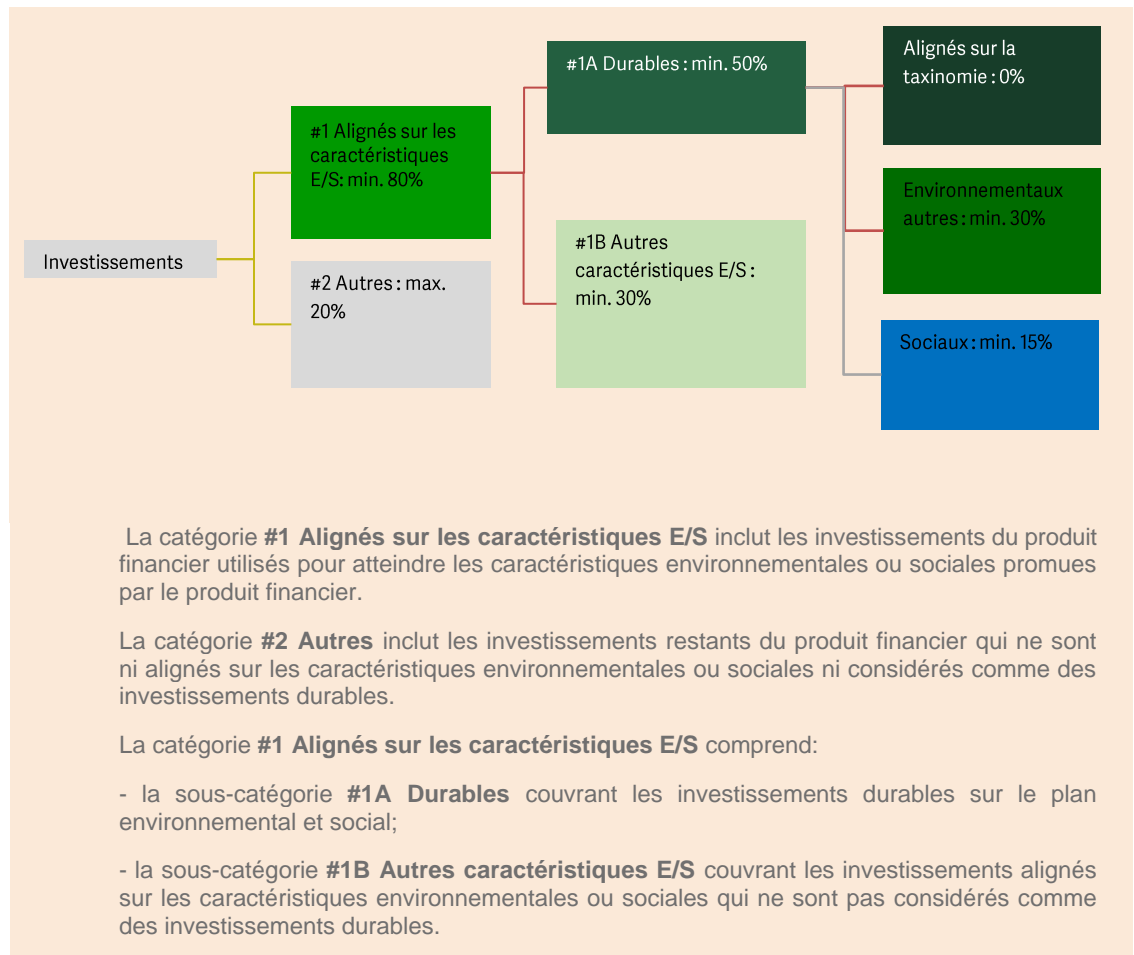 Investissements
#1 Alignés sur les
caractéristiques
E/S: min. 80%
#2 Autres : max.
20%
#1A Durables : min. 50%
#1B Autres
caractéristiques E/S :
min. 30%
Alignés sur la
taxinomie : 0%
Environnementaux
autres : min. 30%
Sociaux : min. 15%
La catégorie #1 Alignés sur les caractéristiques E/S inclut les investissements du produit
financier utilisés pour atteindre les caractéristiques environnementales ou sociales promues
par le produit financier.
La catégorie #2 Autres inclut les investissements restants du produit financier qui ne sont
ni alignés sur les caractéristiques environnementales ou sociales ni considérés comme des
investissements durables.
La catégorie #1 Alignés sur les caractéristiques E/S comprend:
- la sous-catégorie #1A Durables couvrant les investissements durables sur le plan
environnemental et social;
- la sous-catégorie #1B Autres caractéristiques E/S couvrant les investissements alignés
sur les caractéristiques environnementales ou sociales qui ne sont pas considérés comme
des investissements durables.